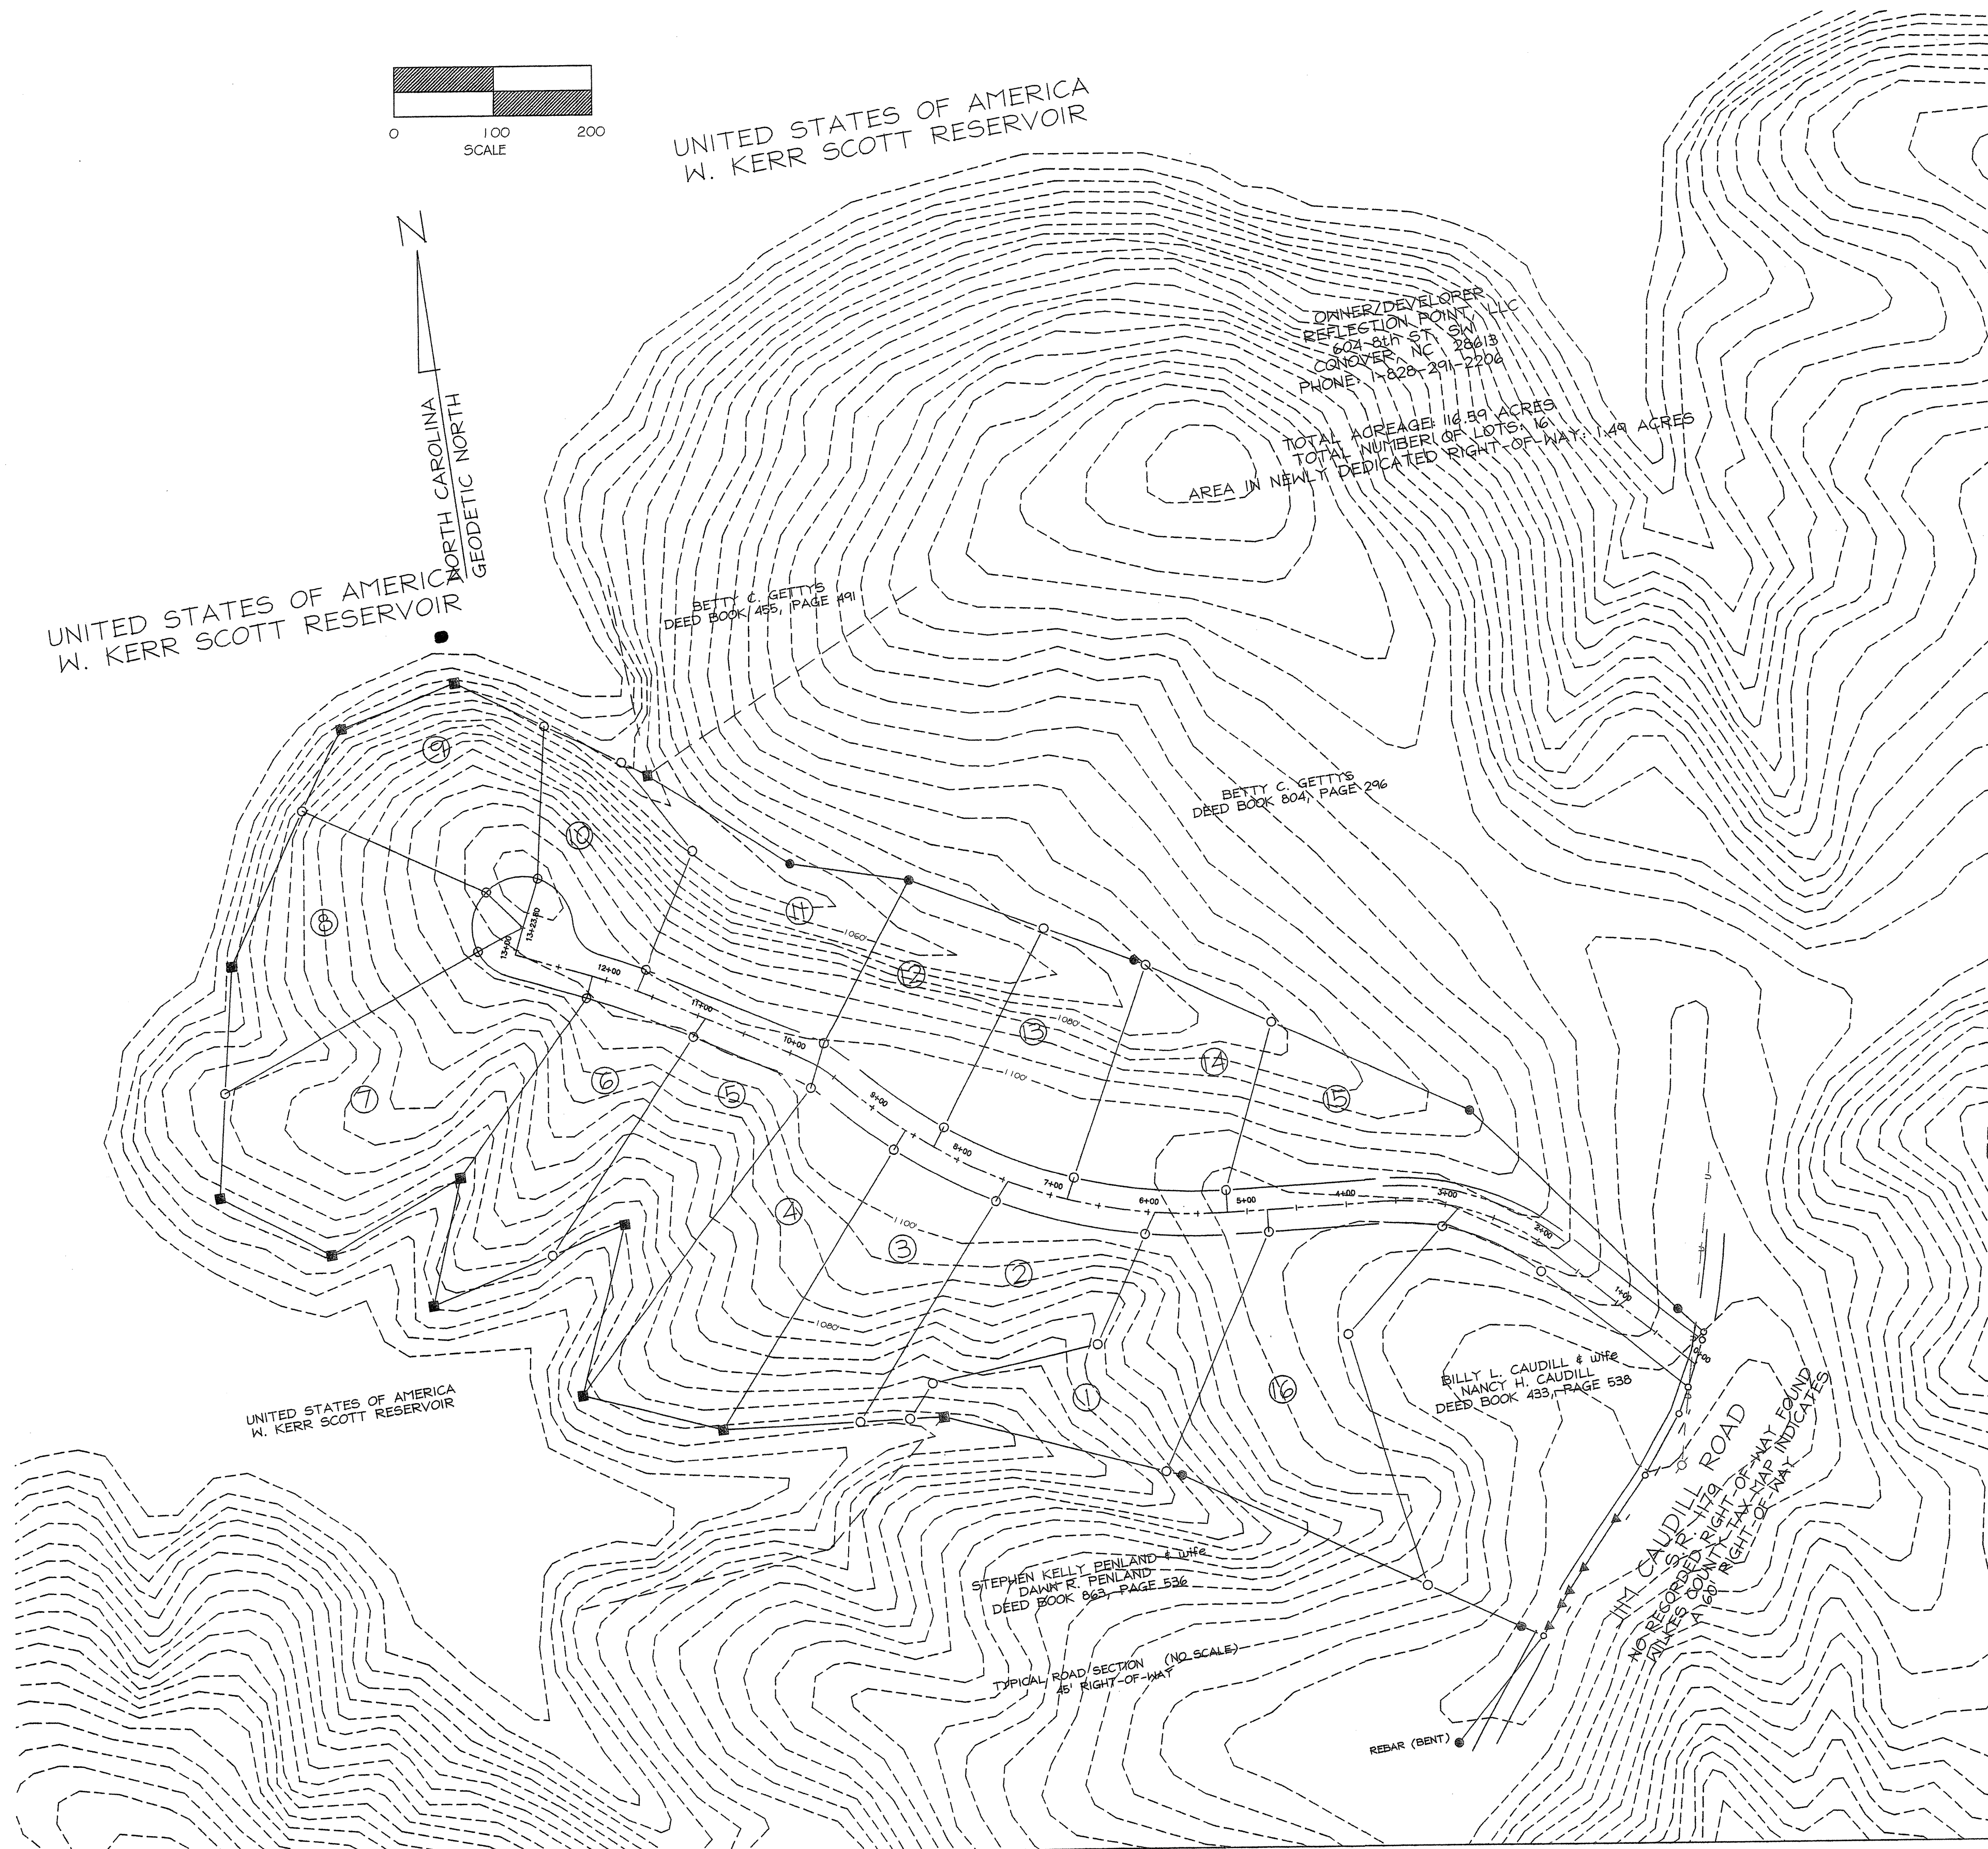 0 100 200
SCALE
UNITED STATES OF AMERICA
W. KERR SCOTT RESERVOIR
N
NORTH CAROLINA
GEODETIC NORTH
OWNER/DEVELOPER
REFLECTION POINT, LLC
604 8th ST. SW
CONOVER, NC 28613
PHONE: 1-828-291-2206
TOTAL ACREAGE: 116.59 ACRES
TOTAL NUMBER OF LOTS: 16
AREA IN NEWLY DEDICATED RIGHT-OF-WAY: 1.49 ACRES
UNITED STATES OF AMERICA
W. KERR SCOTT RESERVOIR
BETTY C. GETTYS
DEED BOOK 455, PAGE 491
BETTY C. GETTYS
DEED BOOK 804, PAGE 296
9
10
8
11
1060'
12
13+23.80
13+00
12+00
11+00
10+00
13
1080'
14
1100'
15
7
6
5
9+00
8+00
7+00
6+00
5+00
4+00
3+00
2+00
1+00
0+00
4
1100'
3
2
1080'
1
16
BILLY L. CAUDILL & wife
NANCY H. CAUDILL
DEED BOOK 433, PAGE 538
UNITED STATES OF AMERICA
W. KERR SCOTT RESERVOIR
JIM CAUDILL ROAD
S.R. 1179
NO RECORDED RIGHT-OF-WAY FOUND
WILKES COUNTY TAX MAP INDICATES
A 60' RIGHT-OF-WAY
STEPHEN KELLY PENLAND & wife
DAWN R. PENLAND
DEED BOOK 863, PAGE 536
TYPICAL ROAD SECTION (NO SCALE)
45' RIGHT-OF-WAY
REBAR (BENT)